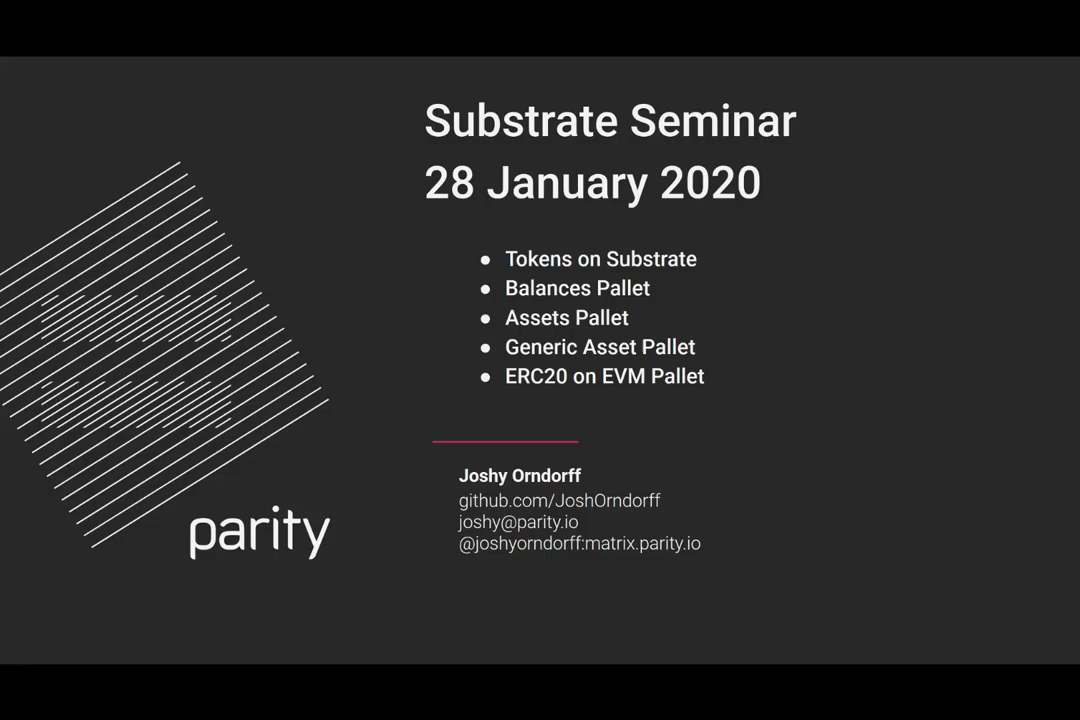 Substrate Seminar
28 January 2020
● Tokens on Substrate
● Balances Pallet
● Assets Pallet
● Generic Asset Pallet
● ERC20 on EVM Pallet
Joshy Orndorff
github.com/JoshOrndorff
joshy@parity.io
@joshyorndorff:matrix.parity.io
parity